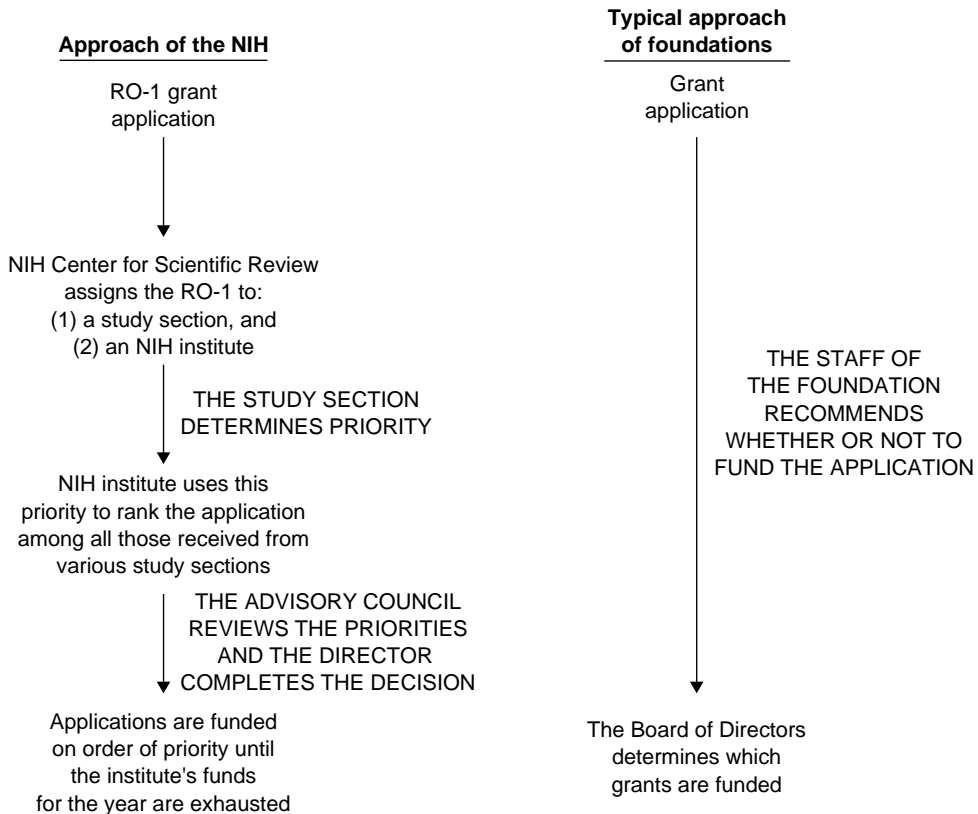 Approach of the NIH
RO-1 grant
application
NIH Center for Scientific Review
assigns the RO-1 to:
(1) a study section, and
(2) an NIH institute
THE STUDY SECTION
DETERMINES PRIORITY
NIH institute uses this
priority to rank the application
among all those received from
various study sections
THE ADVISORY COUNCIL
REVIEWS THE PRIORITIES
AND THE DIRECTOR
COMPLETES THE DECISION
Applications are funded
on order of priority until
the institute's funds
for the year are exhausted
Typical approach
of foundations
Grant
application
THE STAFF OF
THE FOUNDATION
RECOMMENDS
WHETHER OR NOT TO
FUND THE APPLICATION
The Board of Directors
determines which
grants are funded